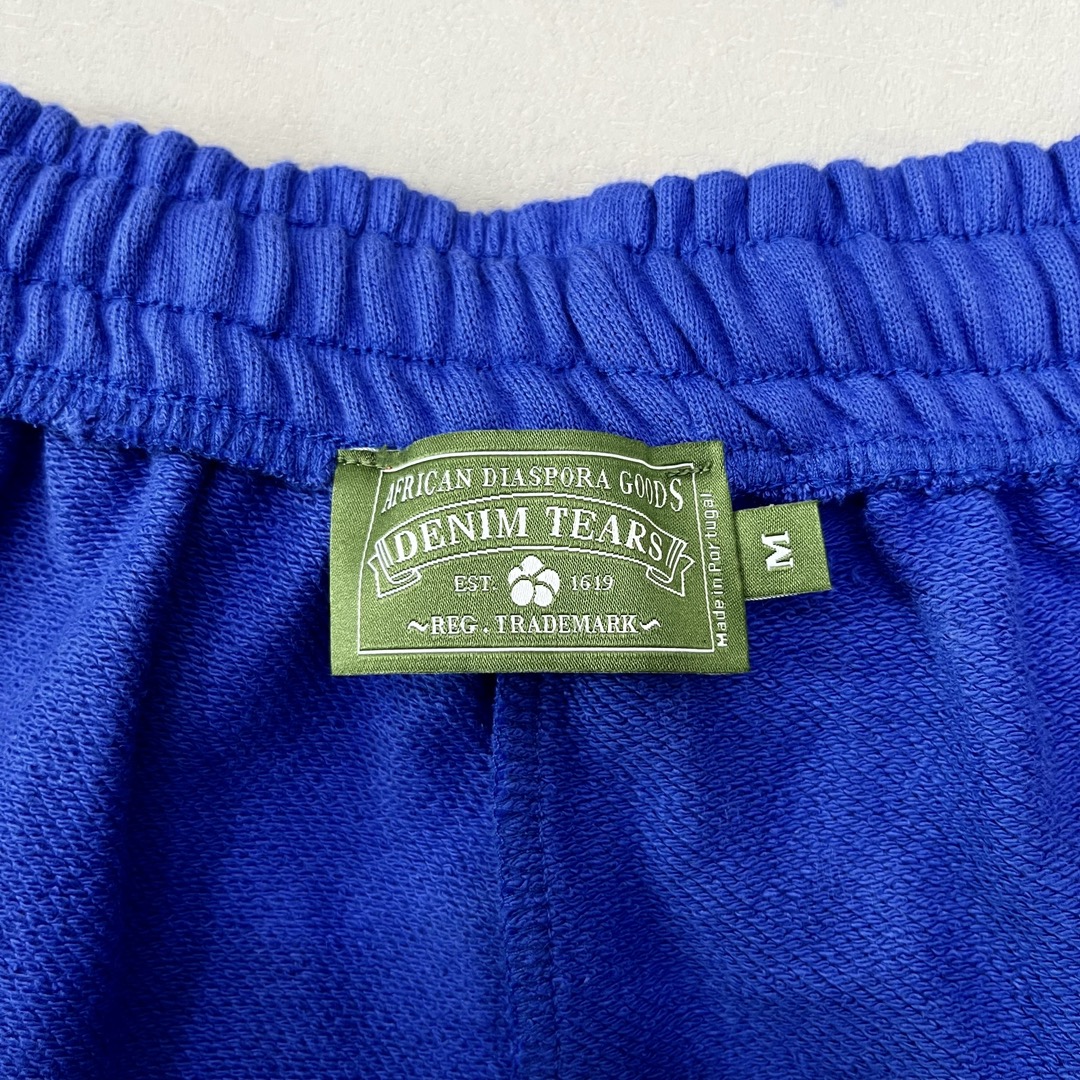 AFRICAN DIASPORA GOODS
DENIM TEARS
EST. 1619
~REG . TRADEMARK~
Made in Portugal
M